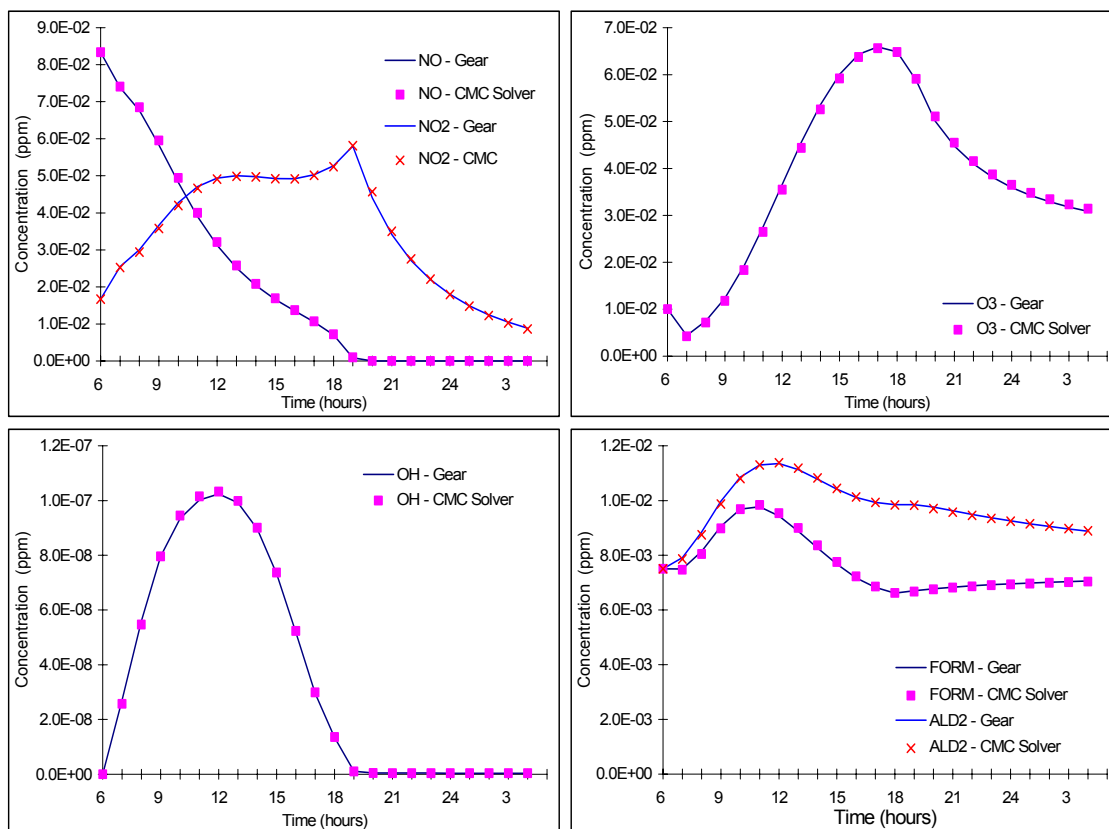 9.0E-02
8.0E-02
7.0E-02
6.0E-02
5.0E-02
4.0E-02
3.0E-02
2.0E-02
1.0E-02
0.0E+00
Concentration (ppm)
NO - Gear
NO - CMC Solver
NO2 - Gear
NO2 - CMC
6 9 12 15 18 21 24 3
Time (hours)
7.0E-02
6.0E-02
5.0E-02
4.0E-02
3.0E-02
2.0E-02
1.0E-02
0.0E+00
Concentration (ppm)
O3 - Gear
O3 - CMC Solver
6 9 12 15 18 21 24 3
Time (hours)
1.2E-07
1.0E-07
8.0E-08
6.0E-08
4.0E-08
2.0E-08
0.0E+00
Concentration (ppm)
OH - Gear
OH - CMC Solver
6 9 12 15 18 21 24 3
Time (hours)
1.2E-02
1.0E-02
8.0E-03
6.0E-03
4.0E-03
2.0E-03
0.0E+00
Concentration (ppm)
FORM - Gear
FORM - CMC Solver
ALD2 - Gear
ALD2 - CMC Solver
6 9 12 15 18 21 24 3
Time (hours)